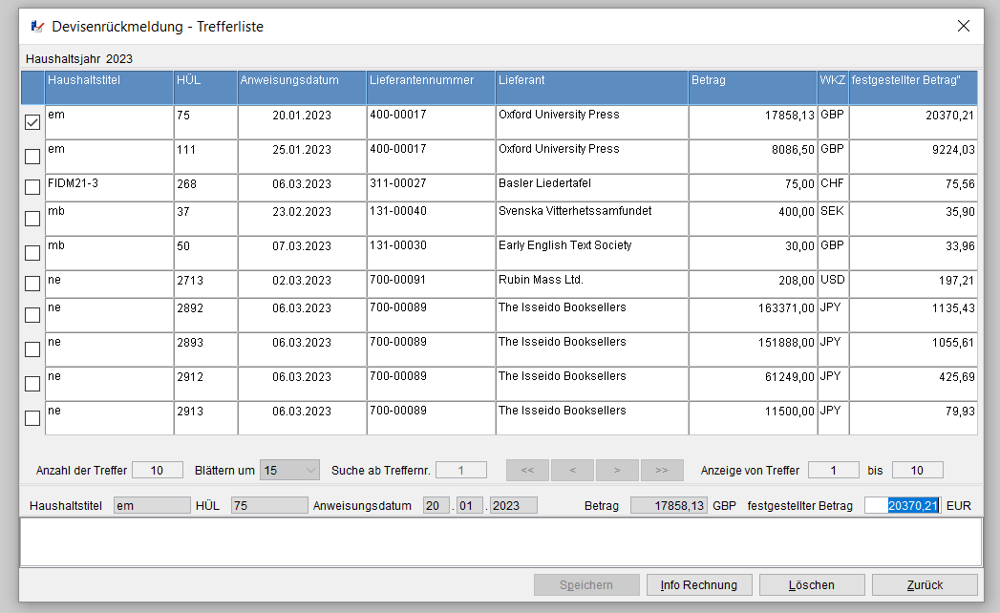 Devisenrückmeldung - Trefferliste
Haushaltsjahr 2023
Haushaltstitel HÜL Anweisungsdatum Lieferantennummer Lieferant Betrag WKZ festgestellter Betrag"
em 75 20.01.2023 400-00017 Oxford University Press 17858,13 GBP 20370,21
em 111 25.01.2023 400-00017 Oxford University Press 8086,50 GBP 9224,03
FIDM21-3 268 06.03.2023 311-00027 Basler Liedertafel 75,00 CHF 75,56
mb 37 23.02.2023 131-00040 Svenska Vitterhetssamfundet 400,00 SEK 35,90
mb 50 07.03.2023 131-00030 Early English Text Society 30,00 GBP 33,96
ne 2713 02.03.2023 700-00091 Rubin Mass Ltd. 208,00 USD 197,21
ne 2892 06.03.2023 700-00089 The Isseido Booksellers 163371,00 JPY 1135,43
ne 2893 06.03.2023 700-00089 The Isseido Booksellers 151888,00 JPY 1055,61
ne 2912 06.03.2023 700-00089 The Isseido Booksellers 61249,00 JPY 425,69
ne 2913 06.03.2023 700-00089 The Isseido Booksellers 11500,00 JPY 79,93
Anzahl der Treffer 10 Blättern um 15 Suche ab Treffernr. 1 << < > >> Anzeige von Treffer 1 bis 10
Haushaltstitel em HÜL 75 Anweisungsdatum 20 . 01 . 2023 Betrag 17858,13 GBP festgestellter Betrag 20370,21 EUR
Speichern Info Rechnung Löschen Zurück